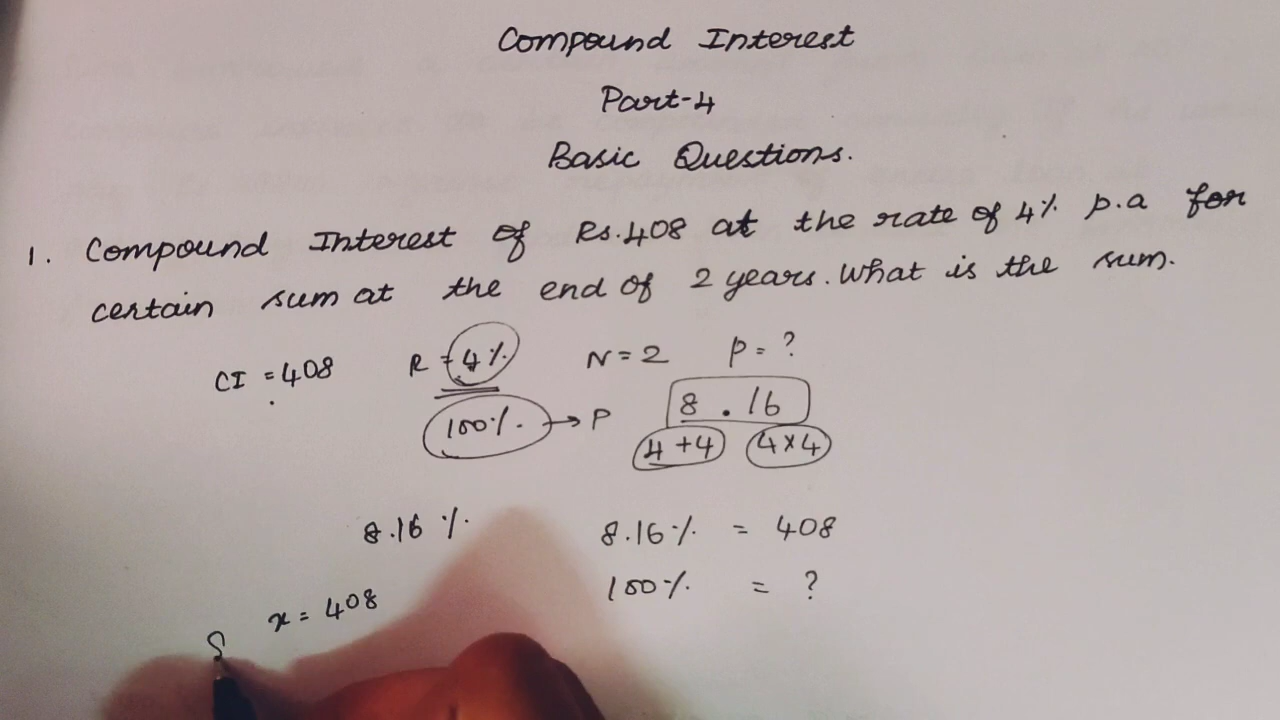 Compound Interest
Part-4
Basic Questions.
1. Compound Interest of Rs.408 at the rate of 4% p.a for
certain sum at the end of 2 years. What is the sum.
CI = 408 R = 4% N = 2 P = ?
100% → P 8.16
4+4 4×4
8.16 % 8.16 % = 408
x = 408 100% = ?